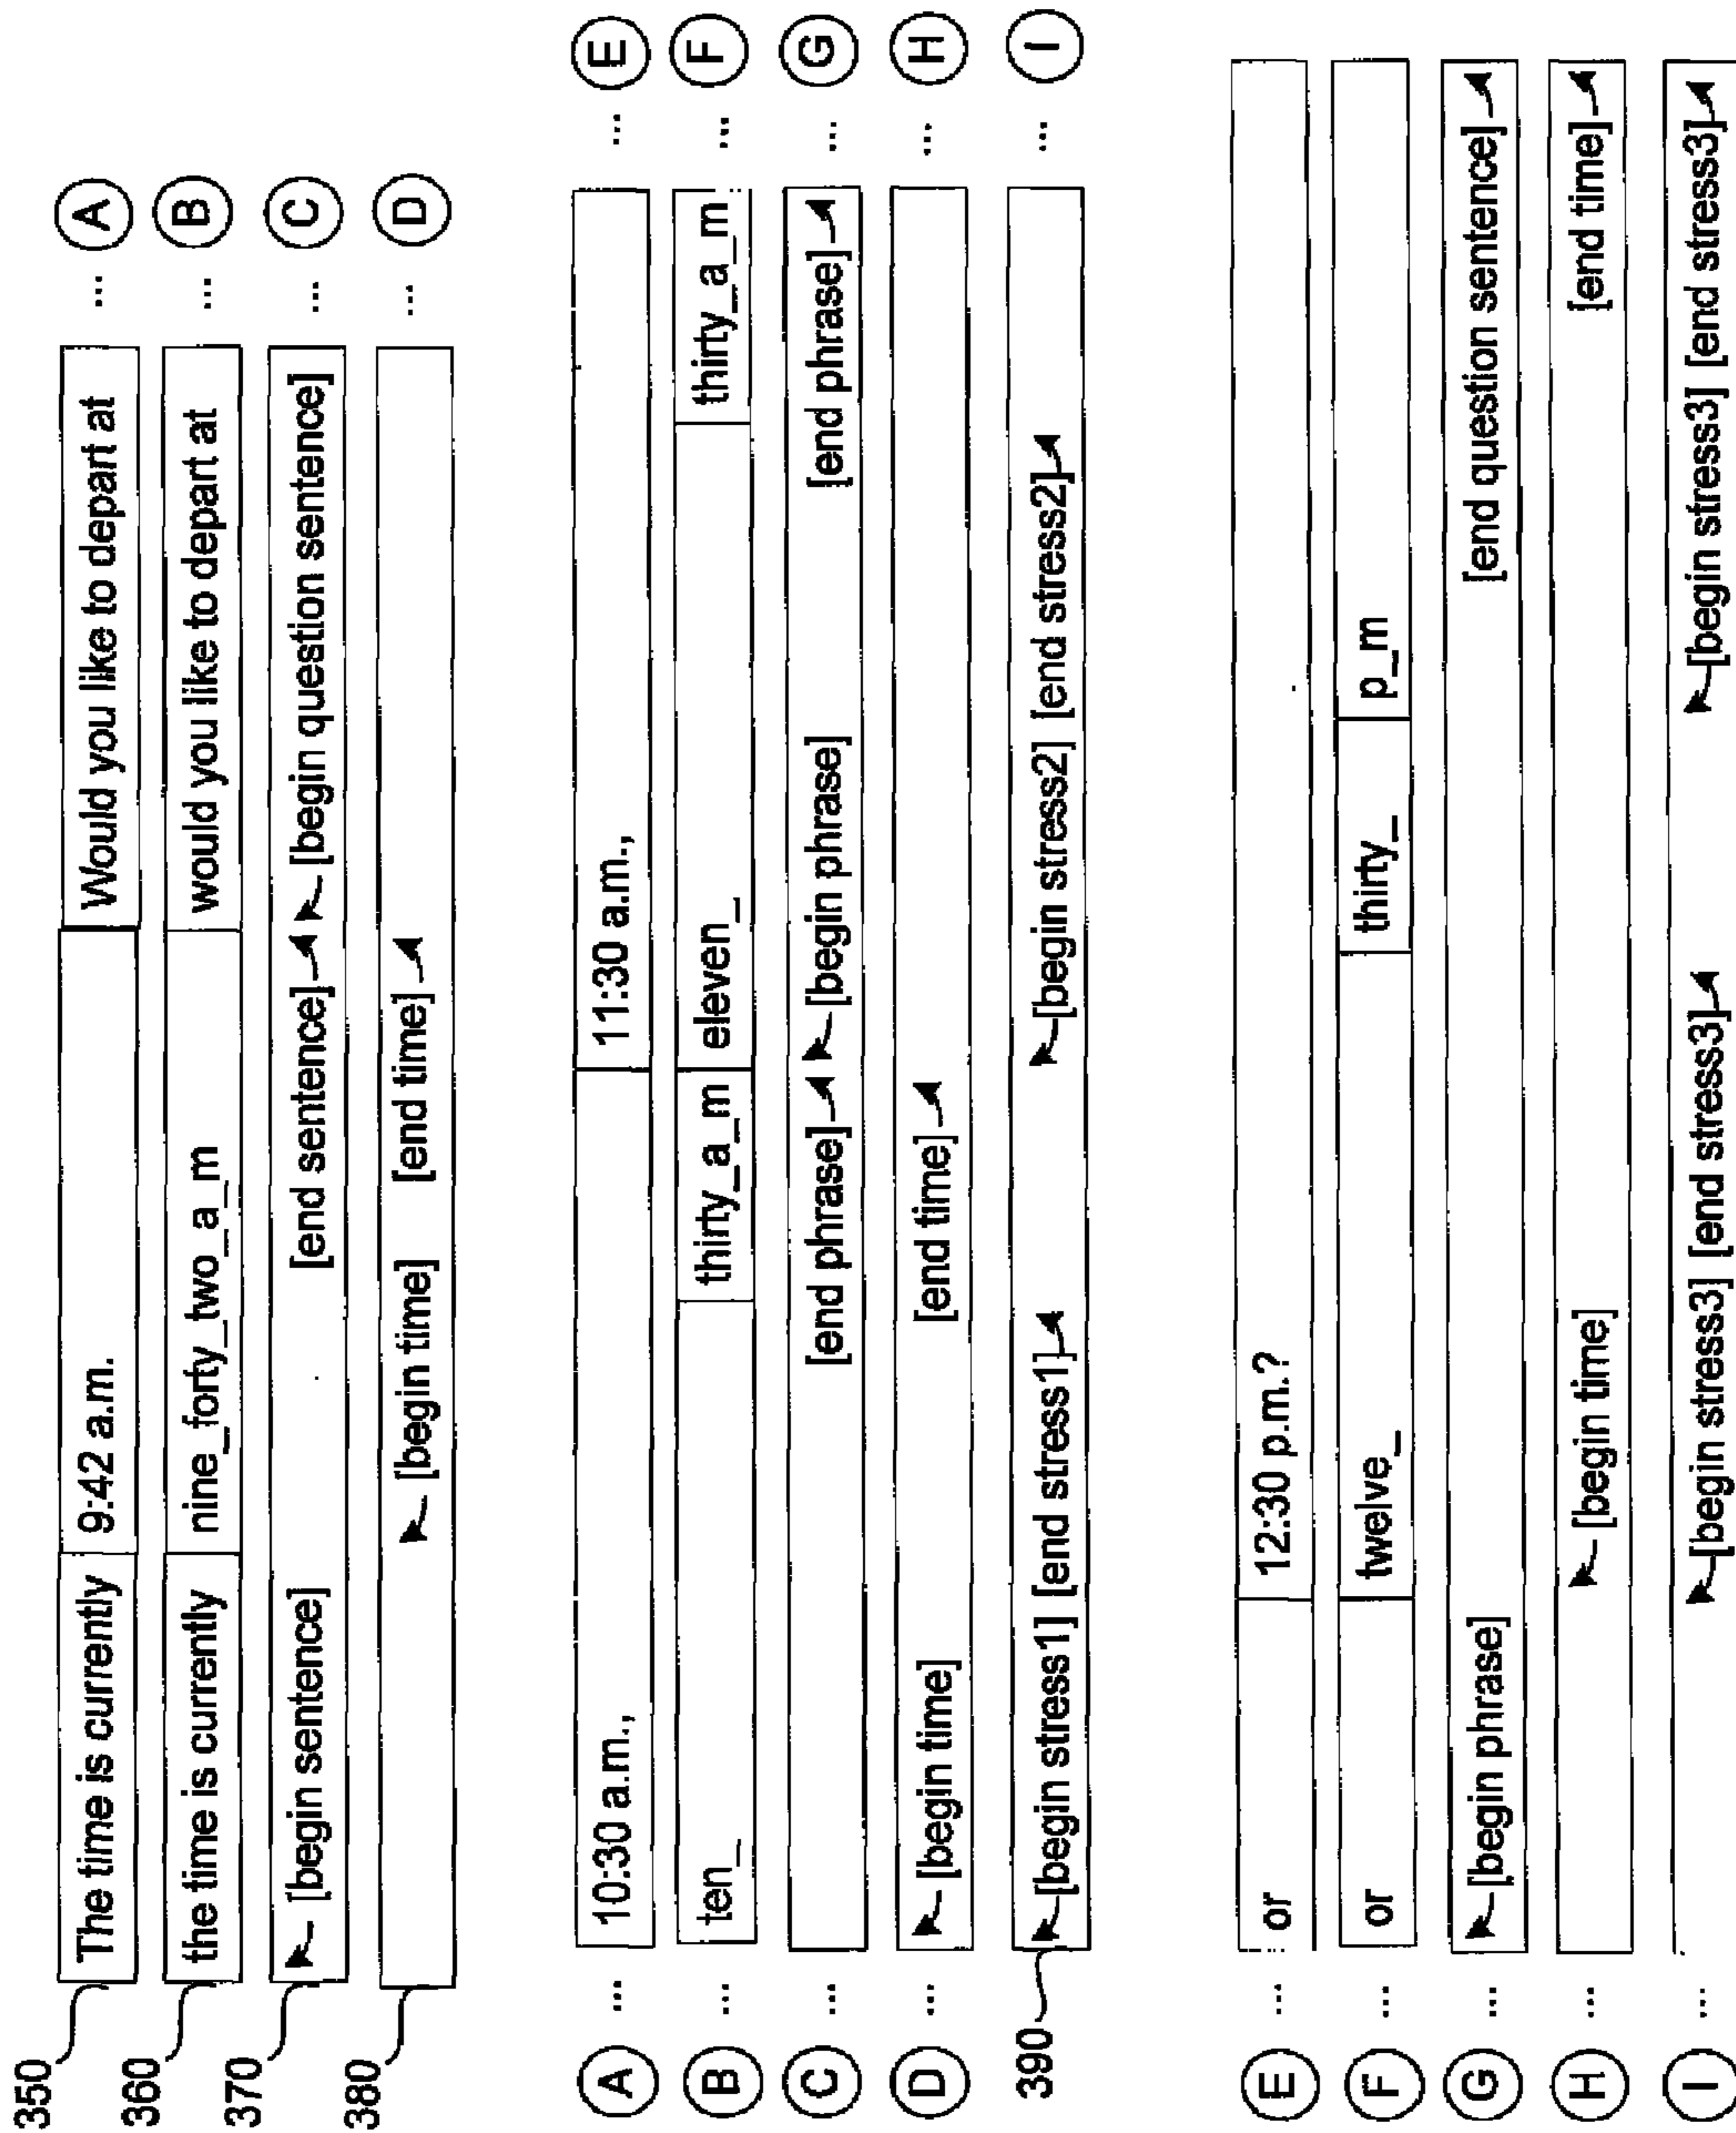 350 The time is currently 9:42 a.m. Would you like to depart at ... A
360 the time is currently nine_forty_two_a_m would you like to depart at ... B
370 [begin sentence] [end sentence] [begin question sentence] ... C
380 [begin time] [end time] ... D
A ... 10:30 a.m., 11:30 a.m., ... E
B ... ten_ thirty_a_m eleven_ thirty_a_m ... F
C ... [end phrase] [begin phrase] [end phrase] ... G
D ... [begin time] [end time] ... H
390 [begin stress1] [end stress1] [begin stress2] [end stress2] ... I
E ... or 12:30 p.m.?
F ... or twelve_ thirty_ p_m
G ... [begin phrase] [end question sentence]
H ... [begin time] [end time]
I ... [begin stress3] [end stress3] [begin stress3] [end stress3]